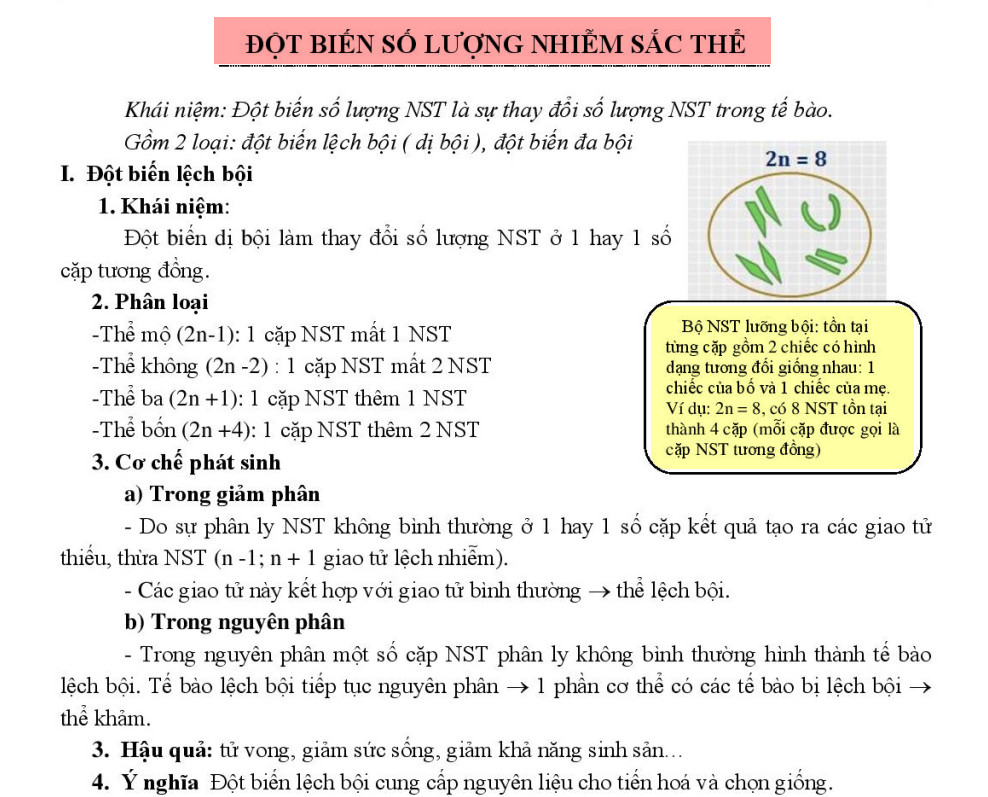 ĐỘT BIẾN SỐ LƯỢNG NHIỄM SẮC THỂ
Khái niệm: Đột biến số lượng NST là sự thay đổi số lượng NST trong tế bào.
Gồm 2 loại: đột biến lệch bội ( dị bội ), đột biến đa bội
I. Đột biến lệch bội
1. Khái niệm:
Đột biến dị bội làm thay đổi số lượng NST ở 1 hay 1 số
cặp tương đồng.
2. Phân loại
-Thể mộ (2n-1): 1 cặp NST mất 1 NST
-Thể không (2n -2) : 1 cặp NST mất 2 NST
-Thể ba (2n +1): 1 cặp NST thêm 1 NST
-Thể bốn (2n +4): 1 cặp NST thêm 2 NST
2n = 8
Bộ NST lưỡng bội: tồn tại
từng cặp gồm 2 chiếc có hình
dạng tương đối giống nhau: 1
chiếc của bố và 1 chiếc của mẹ.
Ví dụ: 2n = 8, có 8 NST tồn tại
thành 4 cặp (mỗi cặp được gọi là
cặp NST tương đồng)
3. Cơ chế phát sinh
a) Trong giảm phân
- Do sự phân ly NST không bình thường ở 1 hay 1 số cặp kết quả tạo ra các giao tử
thiếu, thừa NST (n -1; n + 1 giao tử lệch nhiễm).
- Các giao tử này kết hợp với giao tử bình thường → thể lệch bội.
b) Trong nguyên phân
- Trong nguyên phân một số cặp NST phân ly không bình thường hình thành tế bào
lệch bội. Tế bào lệch bội tiếp tục nguyên phân → 1 phần cơ thể có các tế bào bị lệch bội →
thể khảm.
3. Hậu quả: tử vong, giảm sức sống, giảm khả năng sinh sản…
4. Ý nghĩa Đột biến lệch bội cung cấp nguyên liệu cho tiến hoá và chọn giống.